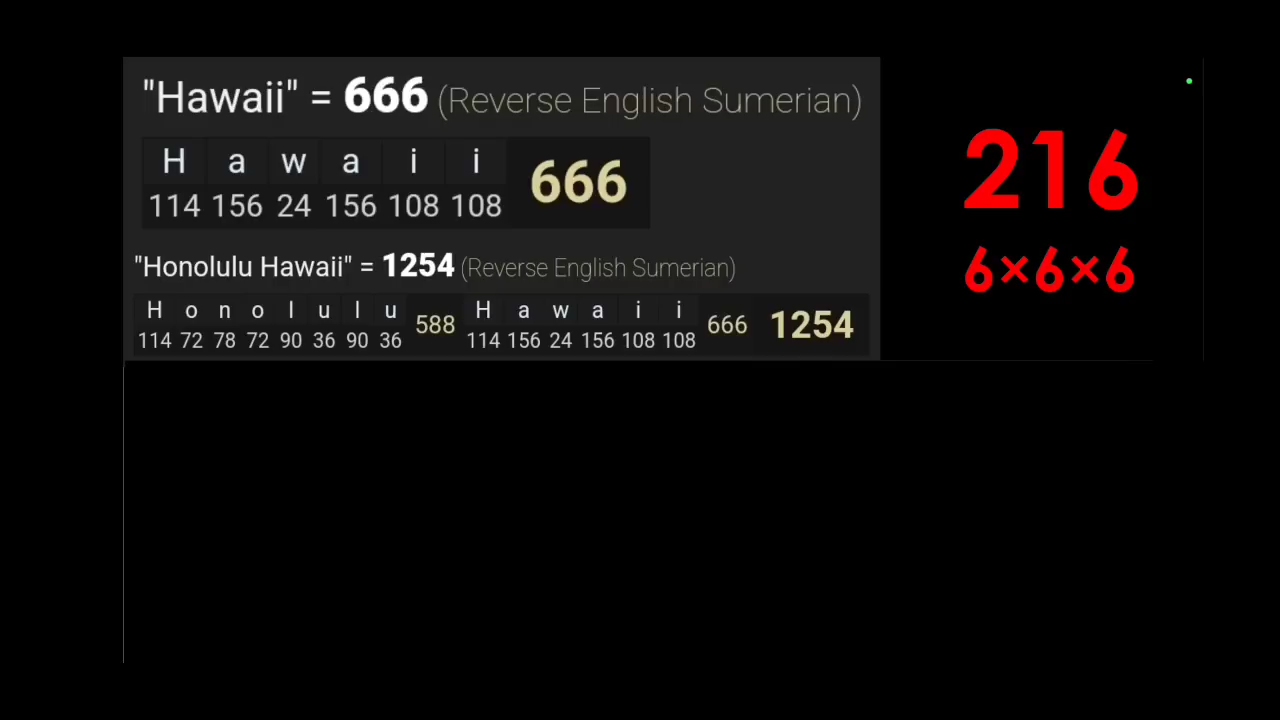 "Hawaii" = 666 (Reverse English Sumerian)
H a w a i i 666
114 156 24 156 108 108
"Honolulu Hawaii" = 1254 (Reverse English Sumerian)
H o n o l u l u 588 H a w a i i 666 1254
114 72 78 72 90 36 90 36 114 156 24 156 108 108
216
6×6×6